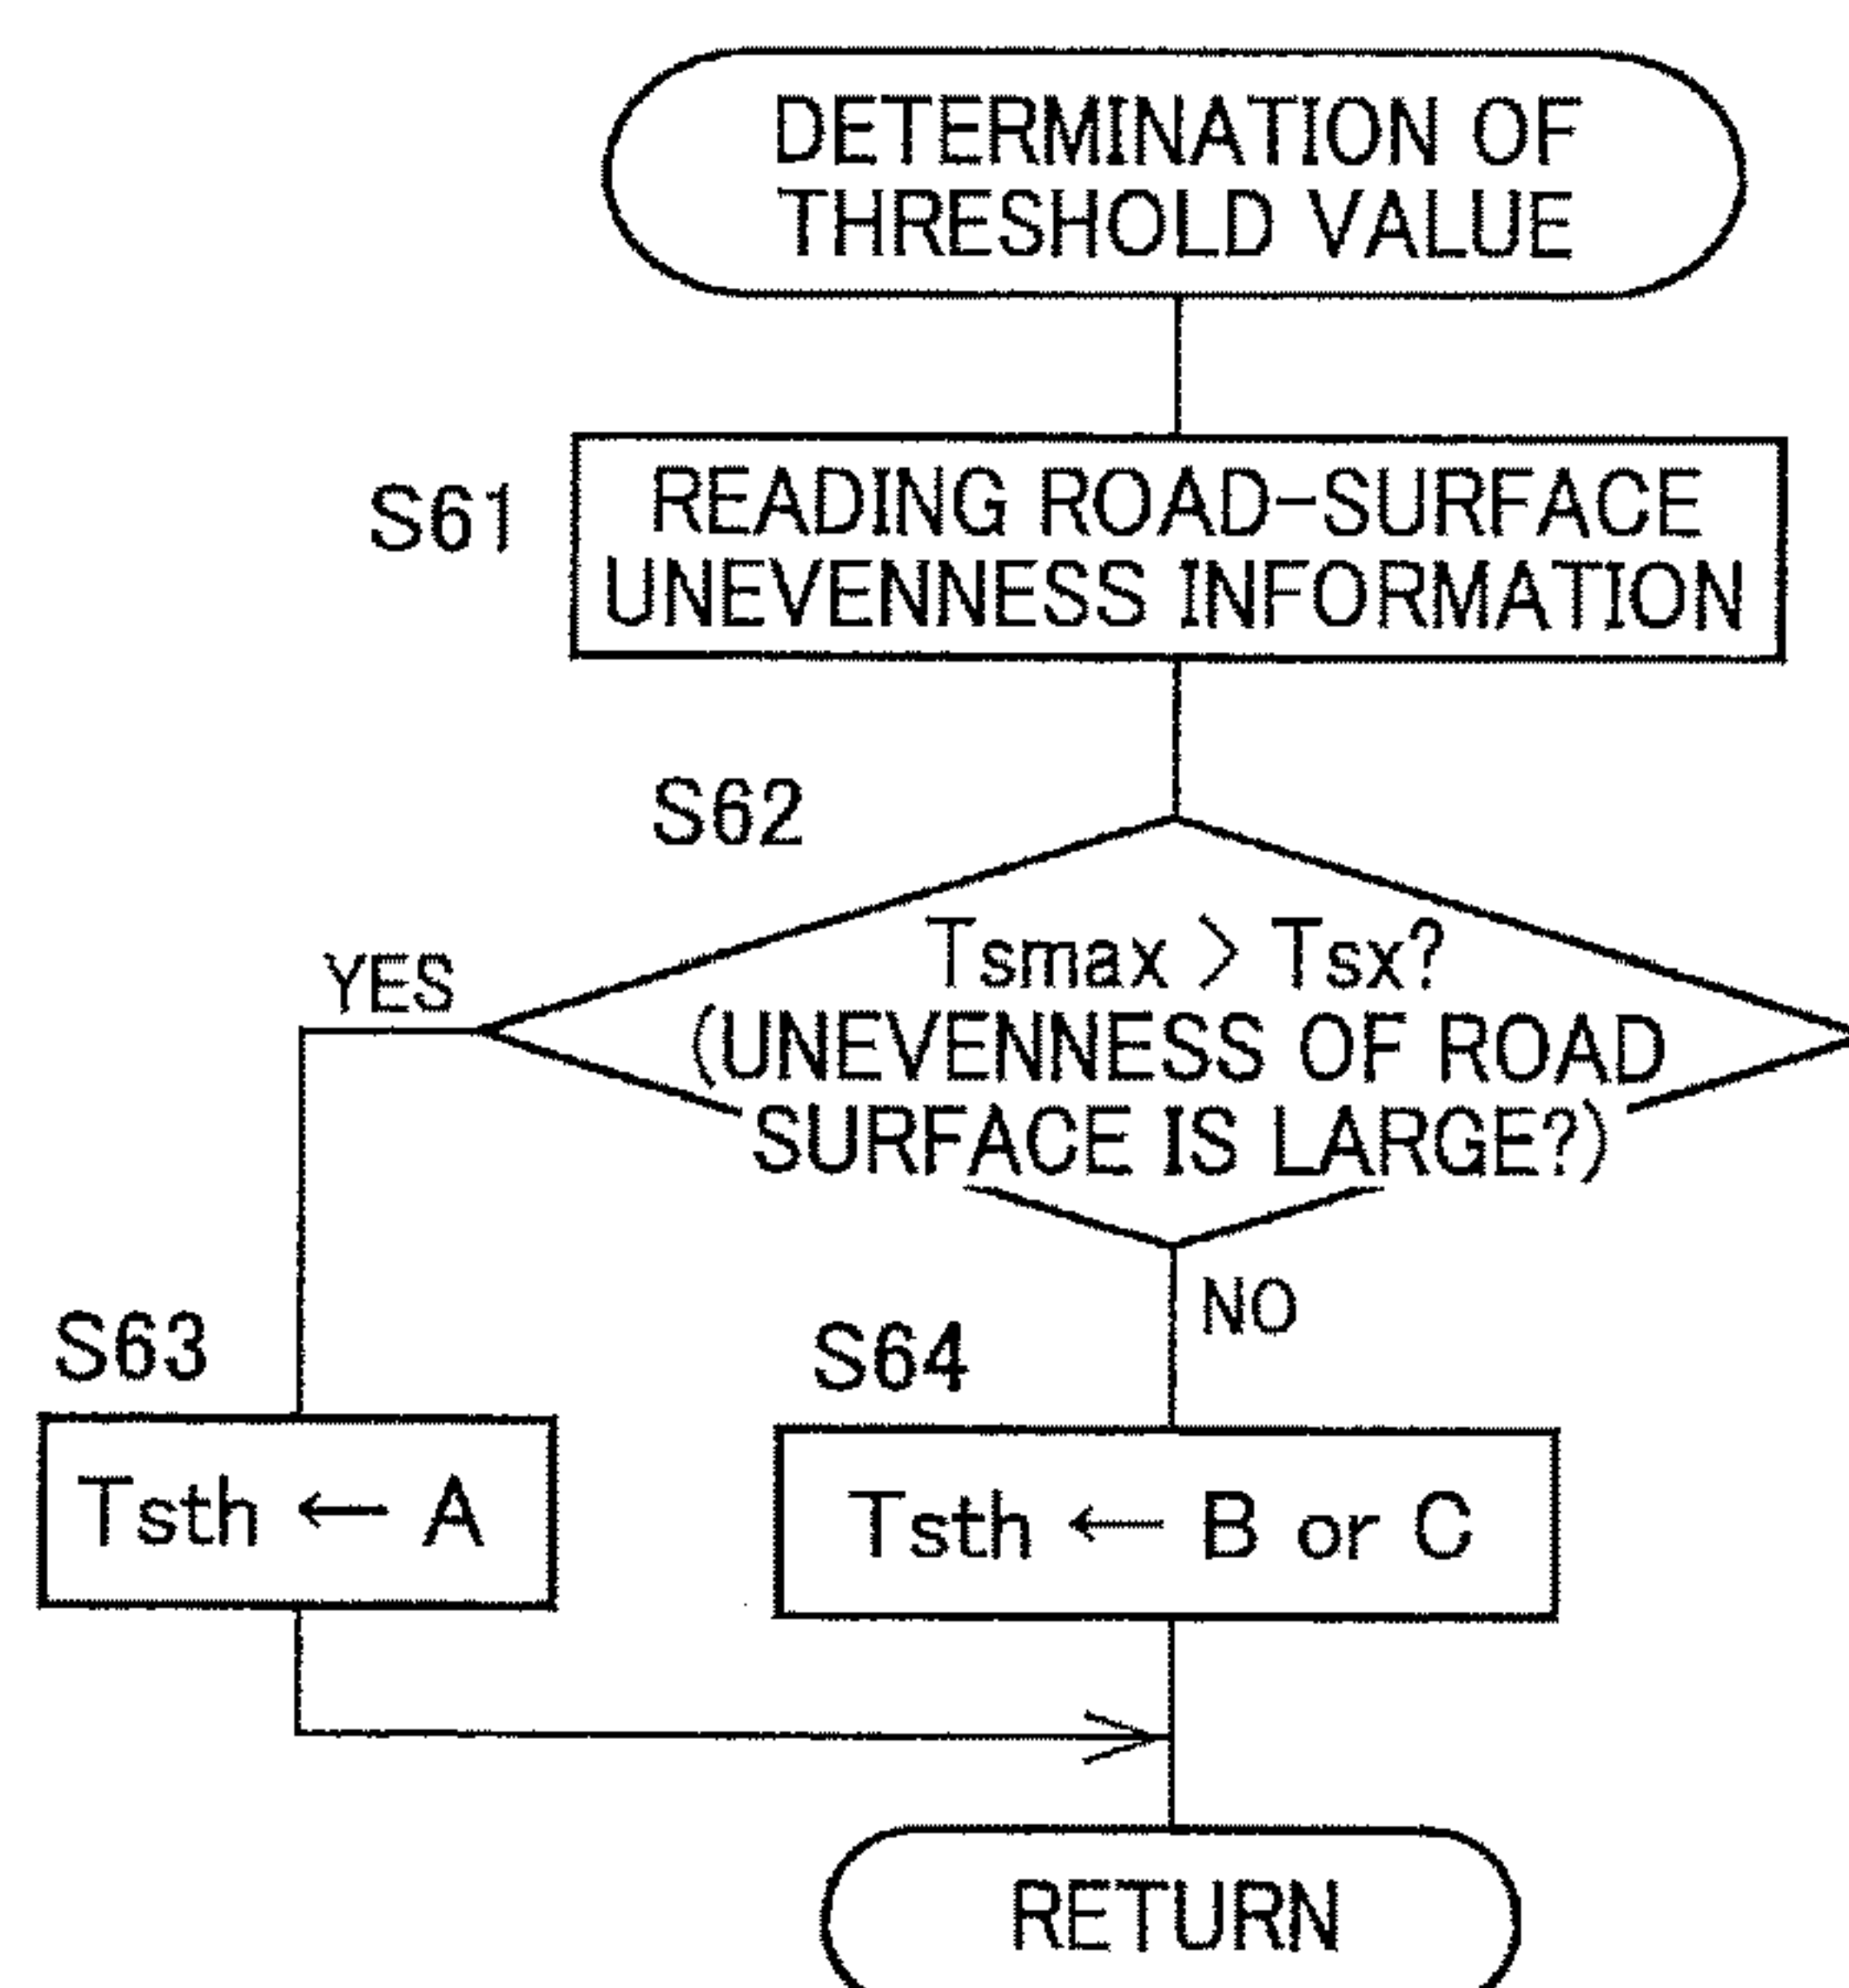 DETERMINATION OF
THRESHOLD VALUE
S61
READING ROAD-SURFACE
UNEVENNESS INFORMATION
S62
Tsmax > Tsx?
(UNEVENNESS OF ROAD
SURFACE IS LARGE?)
YES
NO
S63
Tsth ← A
S64
Tsth ← B or C
RETURN